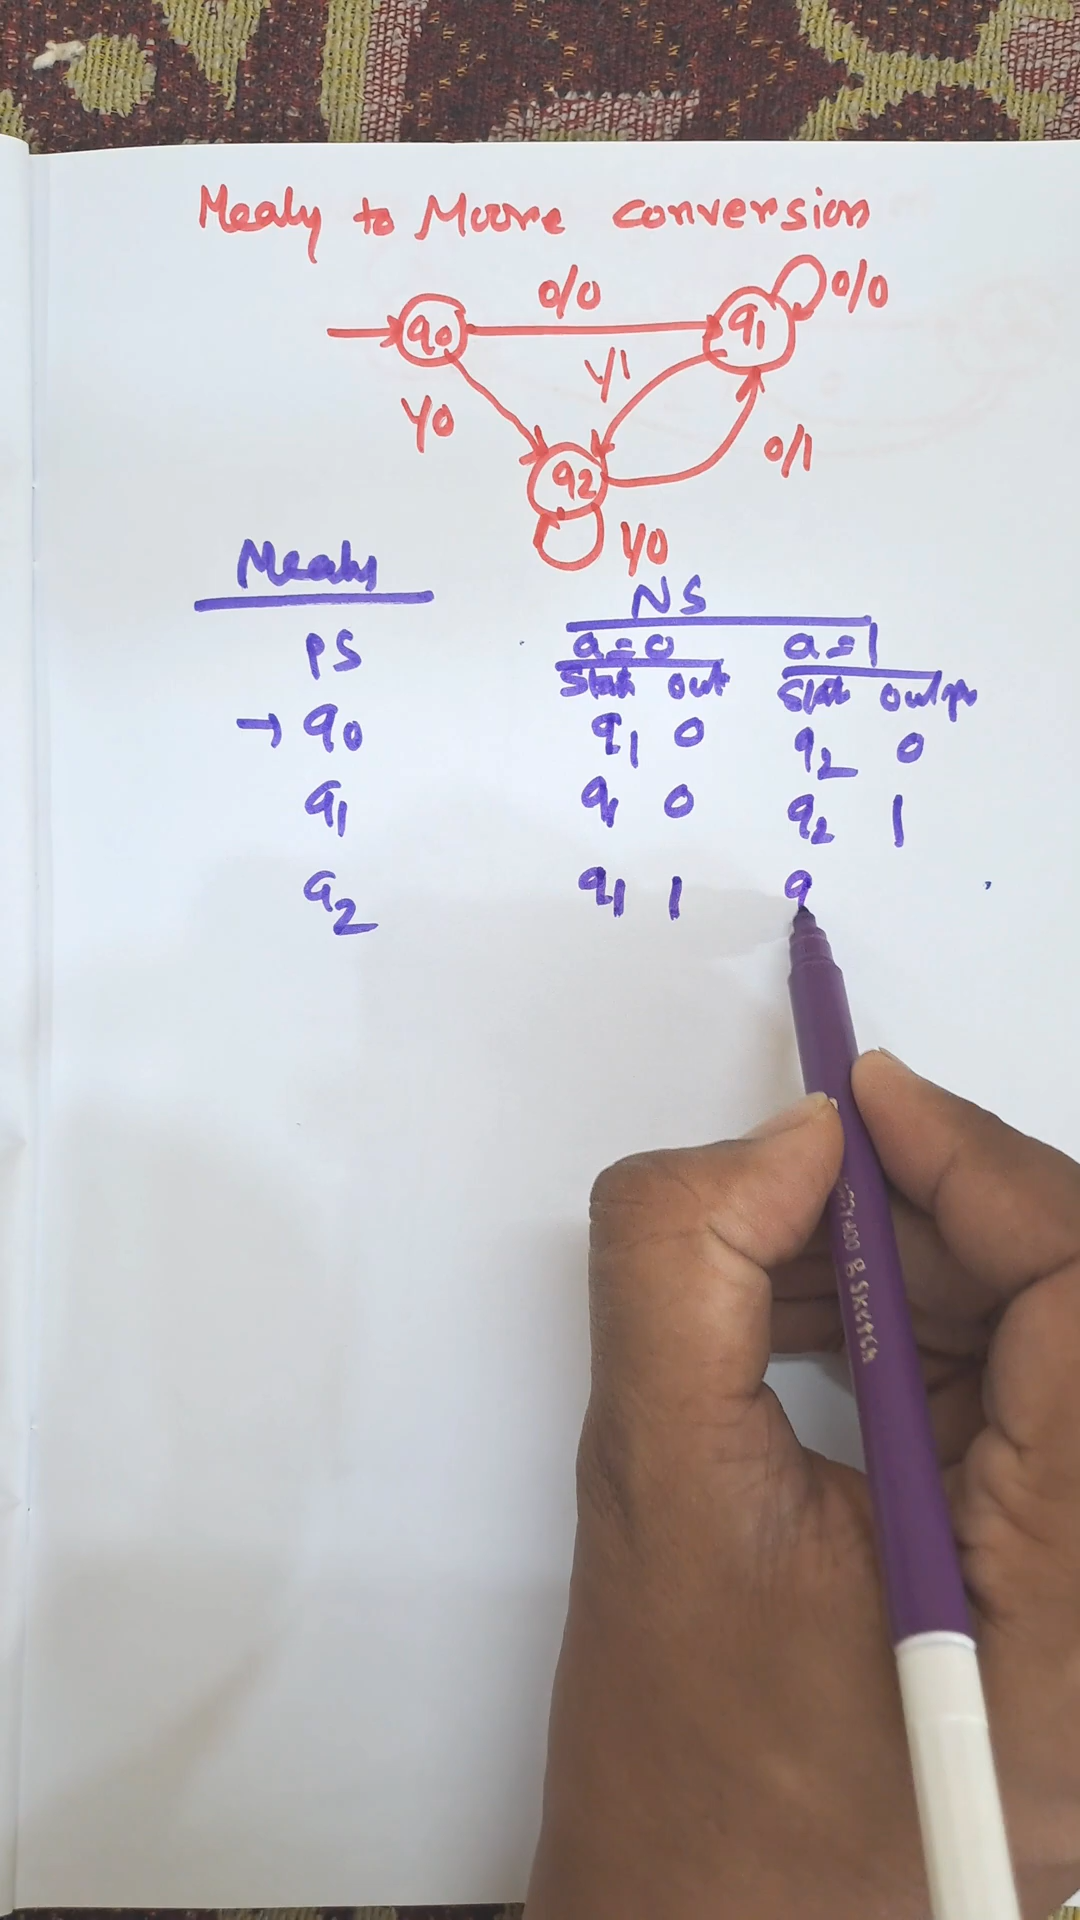 Mealy to Moore conversion
0/0
0/0
q0
q1
1/1
1/0
0/1
q2
1/0
Mealy
NS
PS
a=0 a=1
State out State output
→ q0 q1 0 q2 0
q1 q1 0 q2 1
q2 q1 1 q
SKETCH